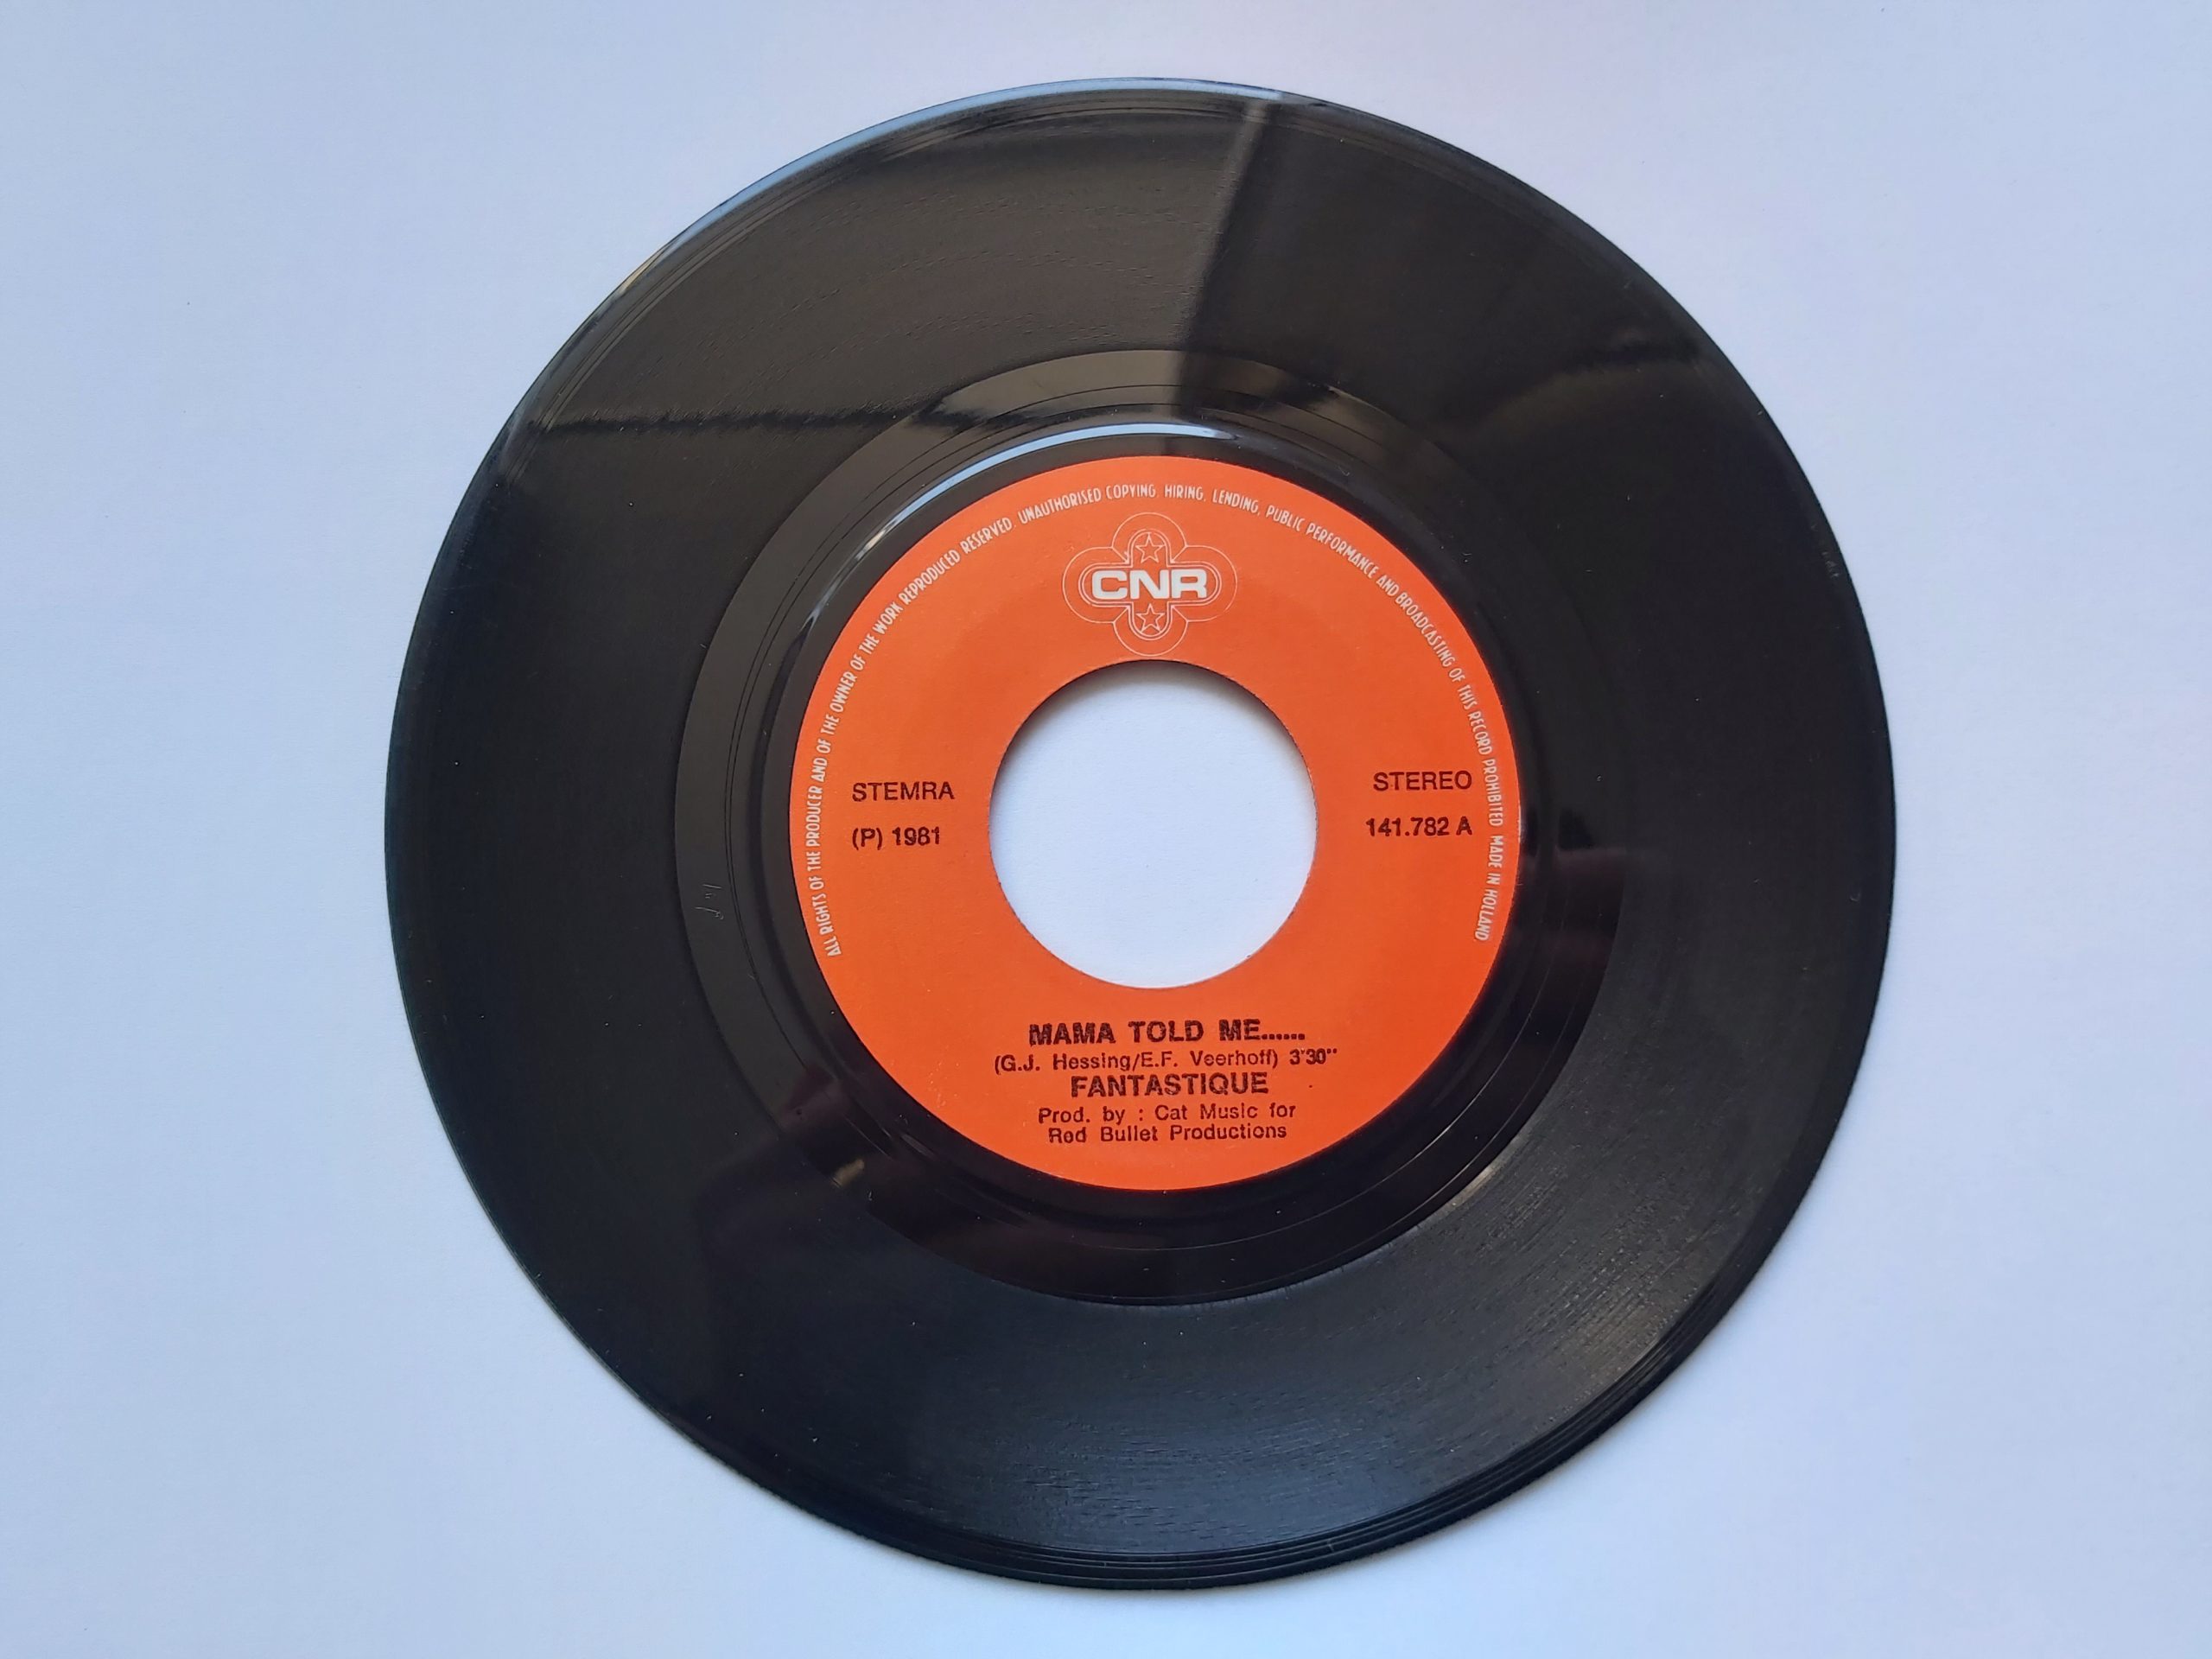 ALL RIGHTS OF THE PRODUCER AND OF THE OWNER OF THE WORK REPRODUCED RESERVED. UNAUTHORISED COPYING, HIRING, LENDING, PUBLIC PERFORMANCE AND BROADCASTING OF THIS RECORD PROHIBITED MADE IN HOLLAND
CNR
STEMRA
(P) 1981
STEREO
141.782 A
MAMA TOLD ME......
(G.J. Hessing/E.F. Veerhoff) 3'30''
FANTASTIQUE
Prod. by : Cat Music for
Red Bullet Productions